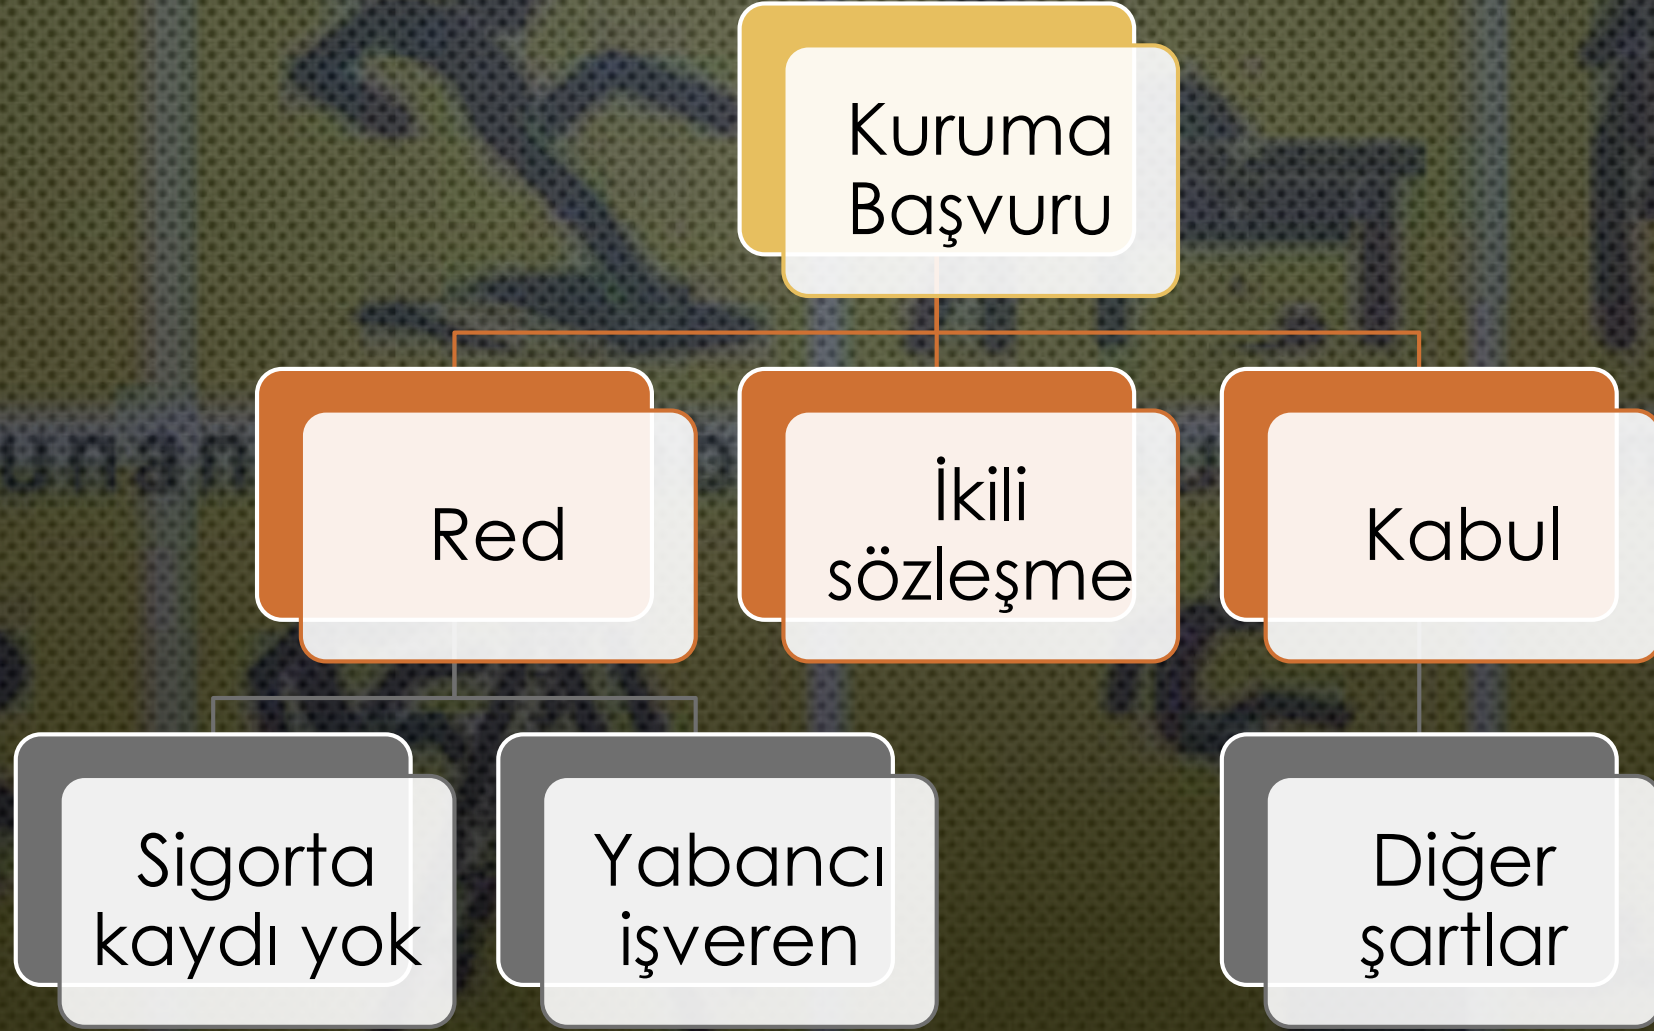 Kuruma
Başvuru
Red
İkili
sözleşme
Kabul
Sigorta
kaydı yok
Yabancı
işveren
Diğer
şartlar